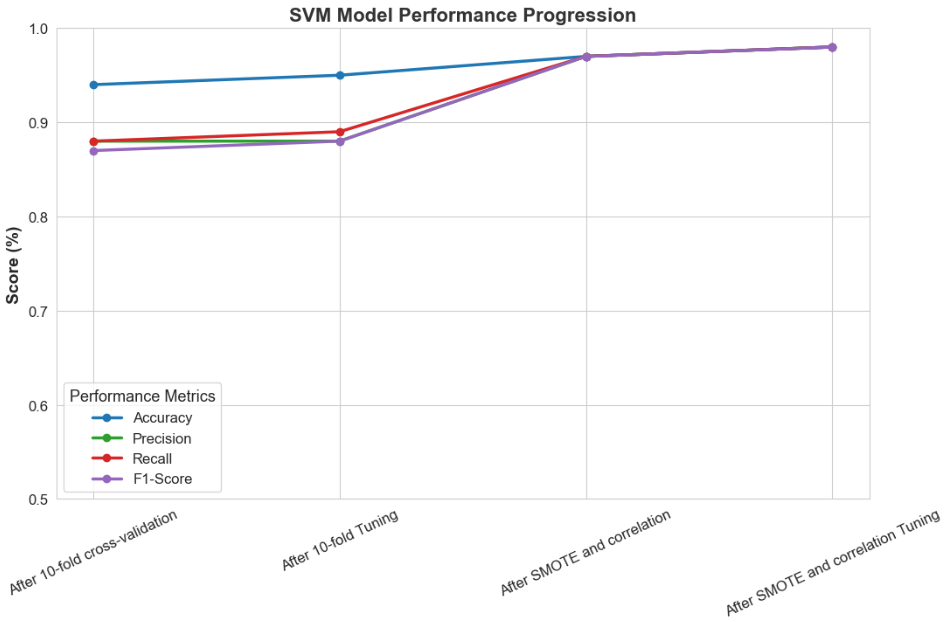 SVM Model Performance Progression
1.0
0.9
0.8
0.7
0.6
0.5
Score (%)
Performance Metrics
Accuracy
Precision
Recall
F1-Score
After 10-fold cross-validation
After 10-fold Tuning
After SMOTE and correlation
After SMOTE and correlation Tuning